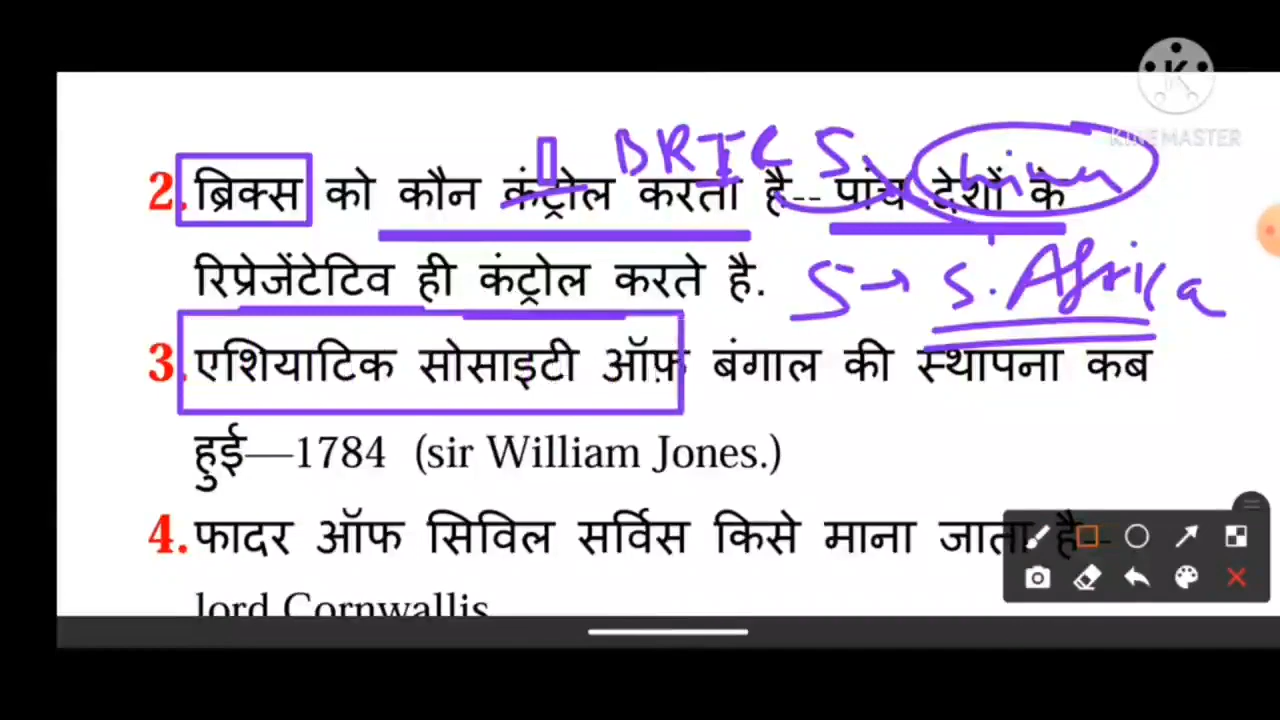 KINEMASTER
BRICS China
2. ब्रिक्स को कौन कंट्रोल करता है-- पांच देशों के
रिप्रेजेंटेटिव ही कंट्रोल करते है. S → S. Africa
3. एशियाटिक सोसाइटी ऑफ़ बंगाल की स्थापना कब
हुई—1784 (sir William Jones.)
4. फादर ऑफ सिविल सर्विस किसे माना जाता है--
lord Cornwallis